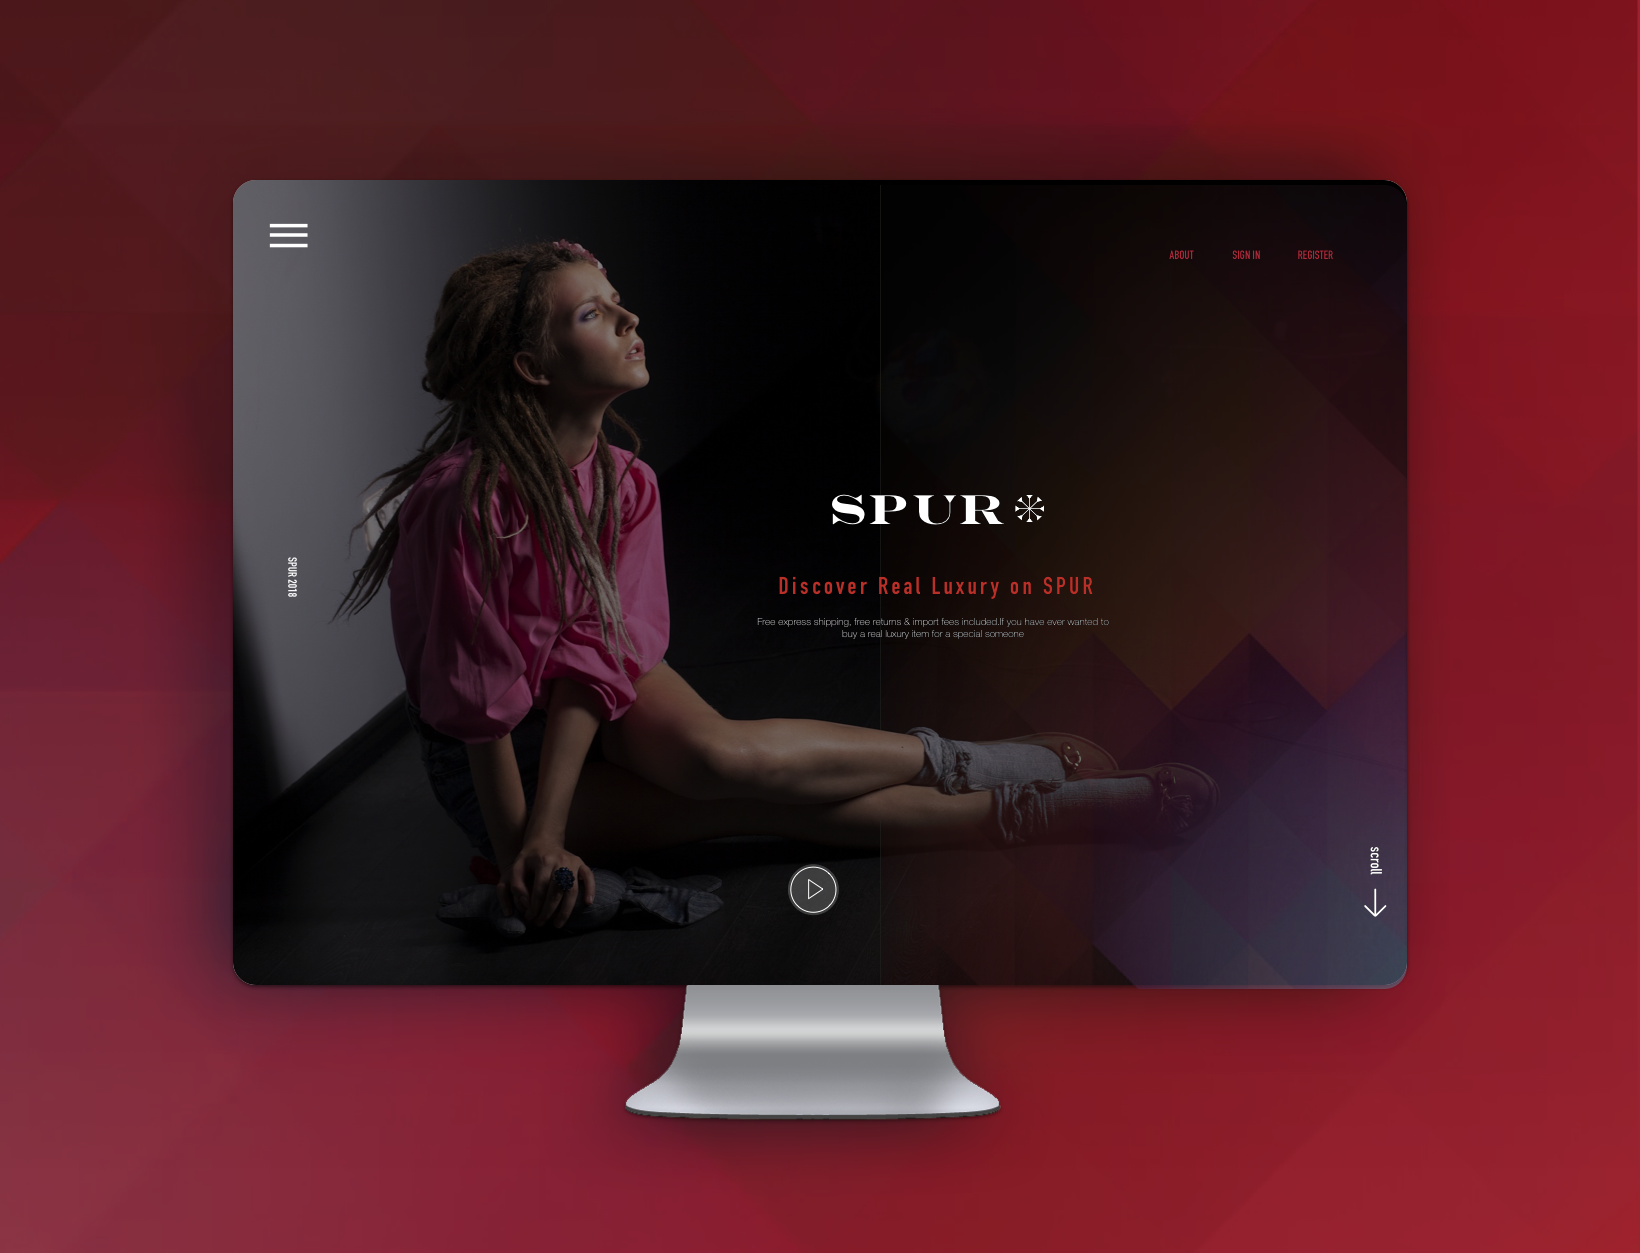 ABOUT SIGN IN REGISTER
SPUR
Discover Real Luxury on SPUR
Free express shipping, free returns & import fees included.If you have ever wanted to
buy a real luxury item for a special someone
SPUR 2018
scroll